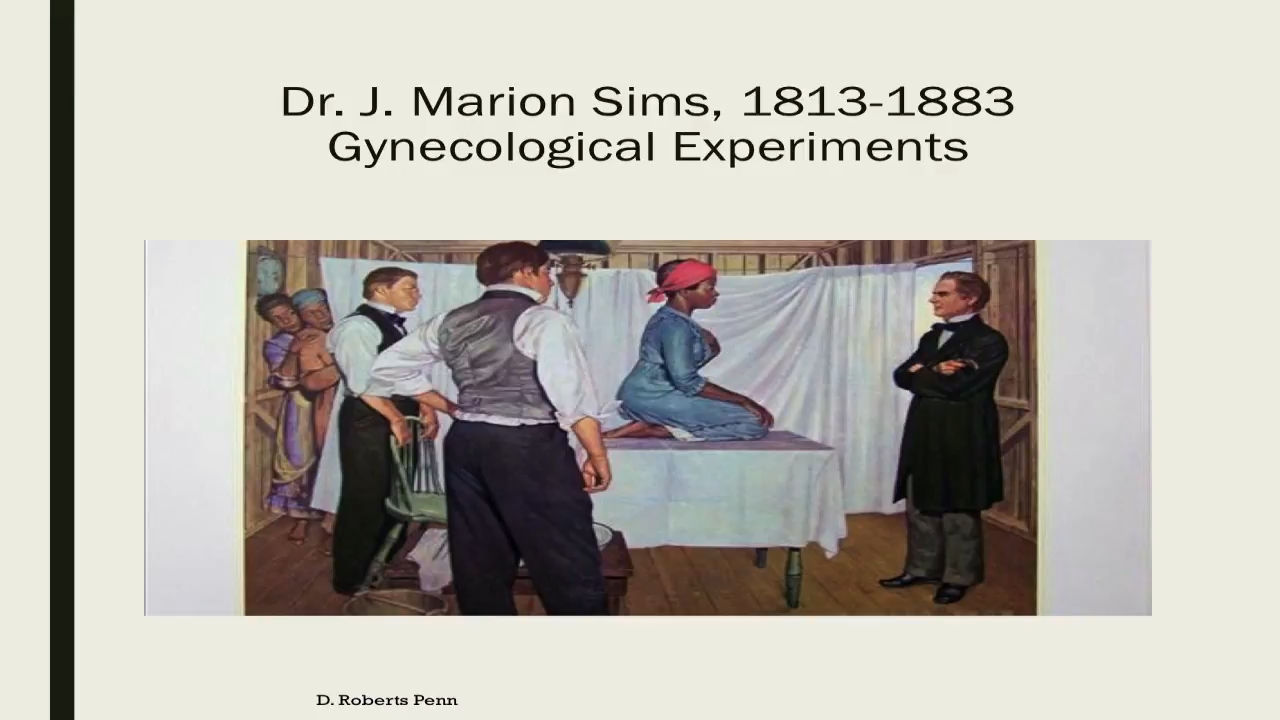 Dr. J. Marion Sims, 1813-1883
Gynecological Experiments
D. Roberts Penn